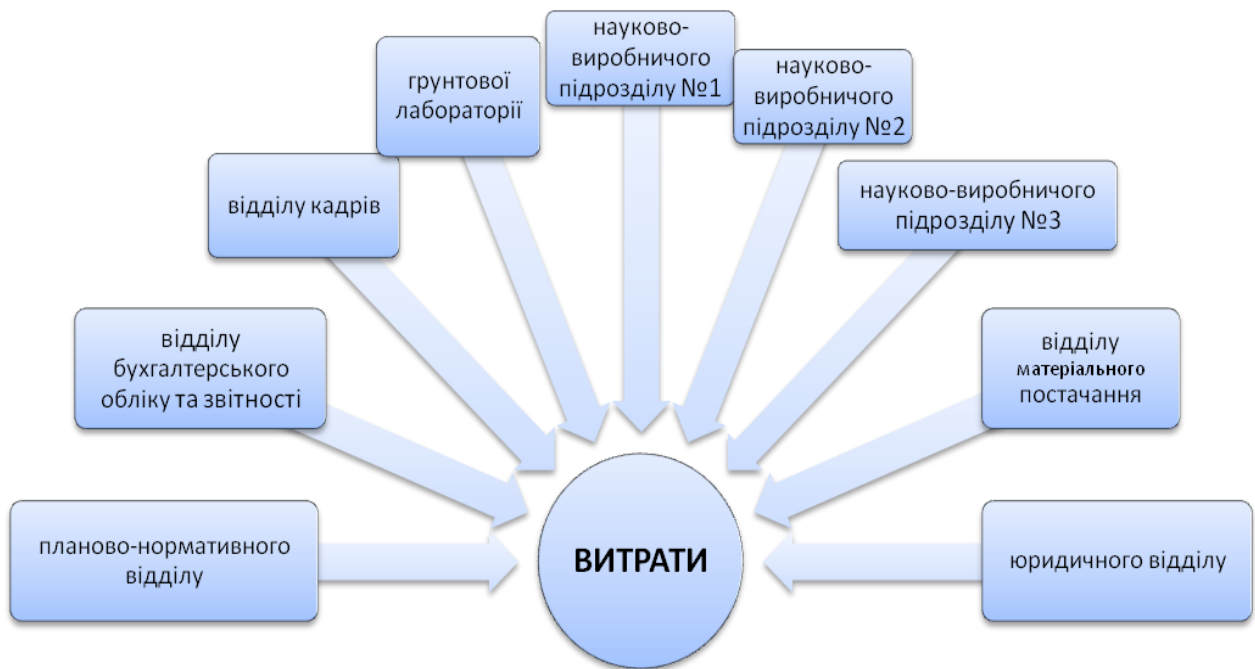 науково-
виробничого
підрозділу №1
науково-
виробничого
підрозділу №2
грунтової
лабораторії
науково-виробничого
підрозділу №3
відділу кадрів
відділу
бухгалтерського
обліку та звітності
відділу
матеріального
постачання
планово-нормативного
відділу
ВИТРАТИ
юридичного відділу